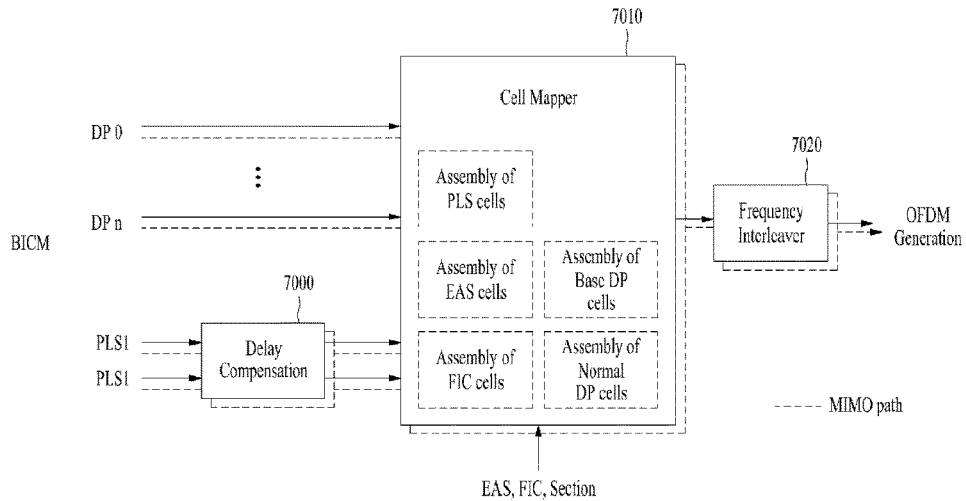 7010
Cell Mapper
DP 0
7020
Assembly of
PLS cells
Frequency
Interleaver
OFDM
Generation
DP n
BICM
Assembly of
EAS cells
Assembly of
Base DP
cells
7000
PLS1
Delay
Compensation
PLS1
Assembly of
FIC cells
Assembly of
Normal
DP cells
MIMO path
EAS, FIC, Section